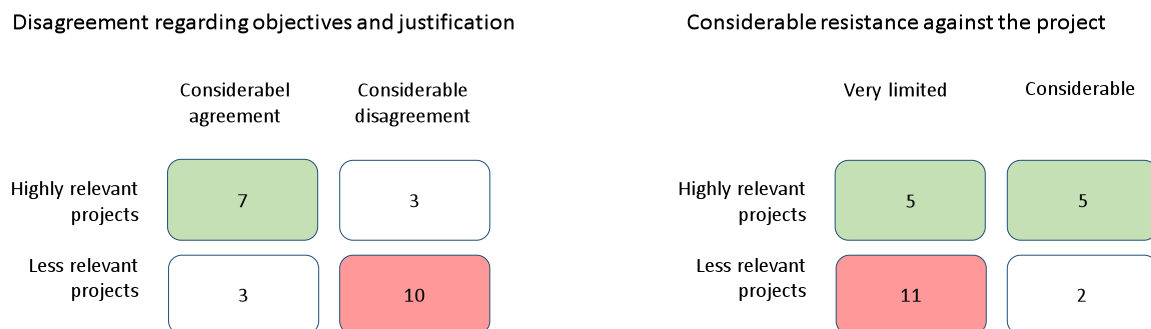 Disagreement regarding objectives and justification
Considerabel
agreement
Considerable
disagreement
Highly relevant
projects
7
3
Less relevant
projects
3
10
Considerable resistance against the project
Very limited
Considerable
Highly relevant
projects
5
5
Less relevant
projects
11
2